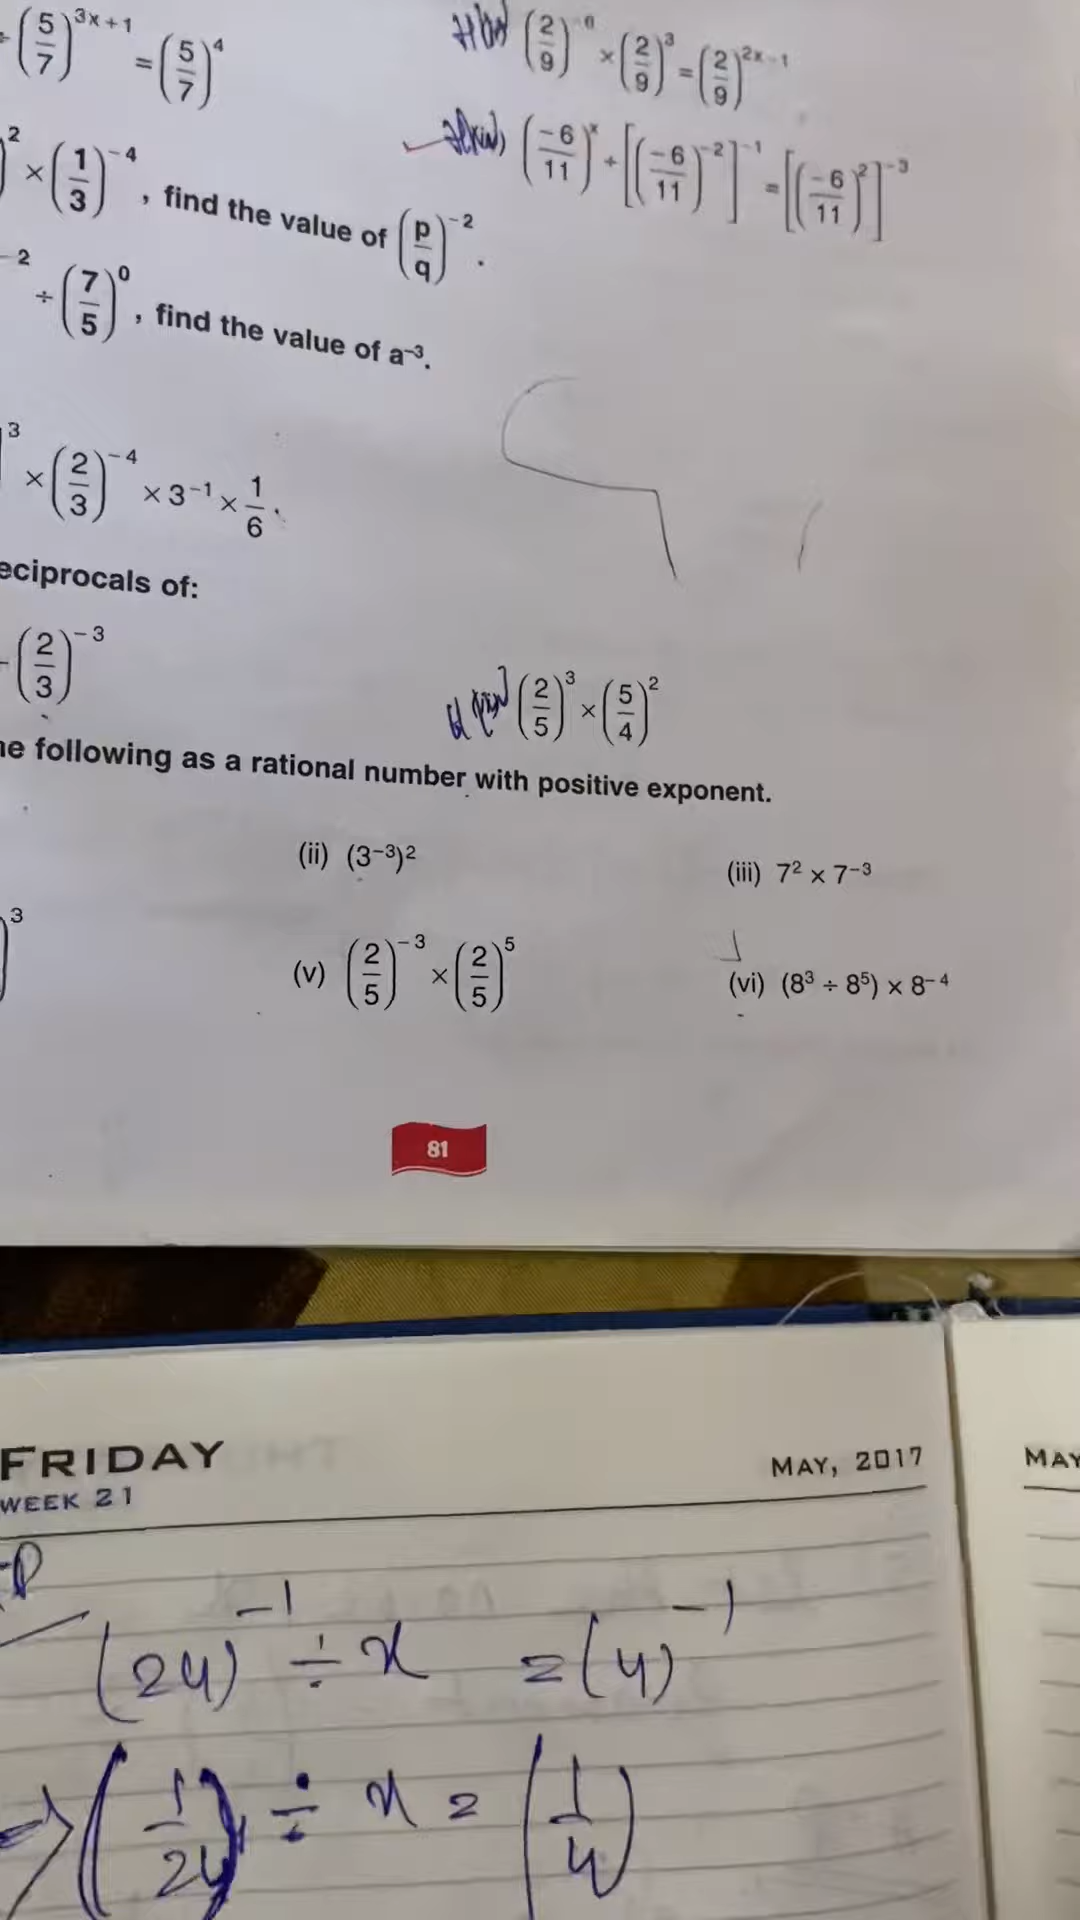 ÷ (5/7)^(3x+1) = (5/7)^4
(2/9) × (2/9)^3 = (2/9)^(2x-1)
(-6/11)^x ÷ [(-6/11)^-2]^-1 = [(-6/11)^2]^-3
)^2 × (1/3)^-4, find the value of (p/q)^-2.
-2 ÷ (7/5)^0, find the value of a^-3.
3 × (2/3)^-4 × 3^-1 × 1/6.
eciprocals of:
(2/3)^-3
(2/5)^3 × (5/4)^2
he following as a rational number with positive exponent.
(ii) (3^-3)^2
(iii) 7^2 × 7^-3
)^3
(v) (2/5)^-3 × (2/5)^5
(vi) (8^3 ÷ 8^5) × 8^-4
81
FRIDAY
WEEK 21
MAY, 2017
MAY
(24)^-1 ÷ x = (4)^-1
→ (1/24) ÷ x = (1/4)